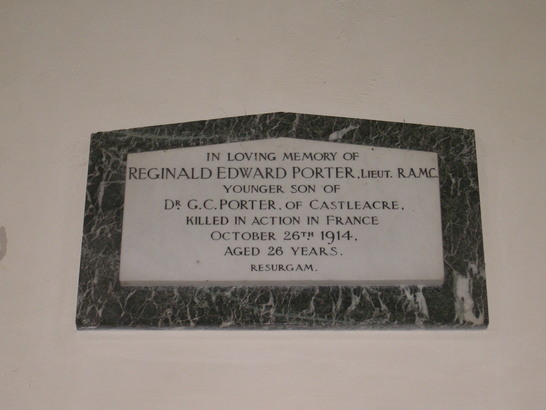 IN LOVING MEMORY OF
REGINALD EDWARD PORTER, LIEUT. R.A.M.C.
YOUNGER SON OF
DR G.C. PORTER, OF CASTLEACRE,
KILLED IN ACTION IN FRANCE
OCTOBER 26TH 1914,
AGED 26 YEARS.
RESURGAM.